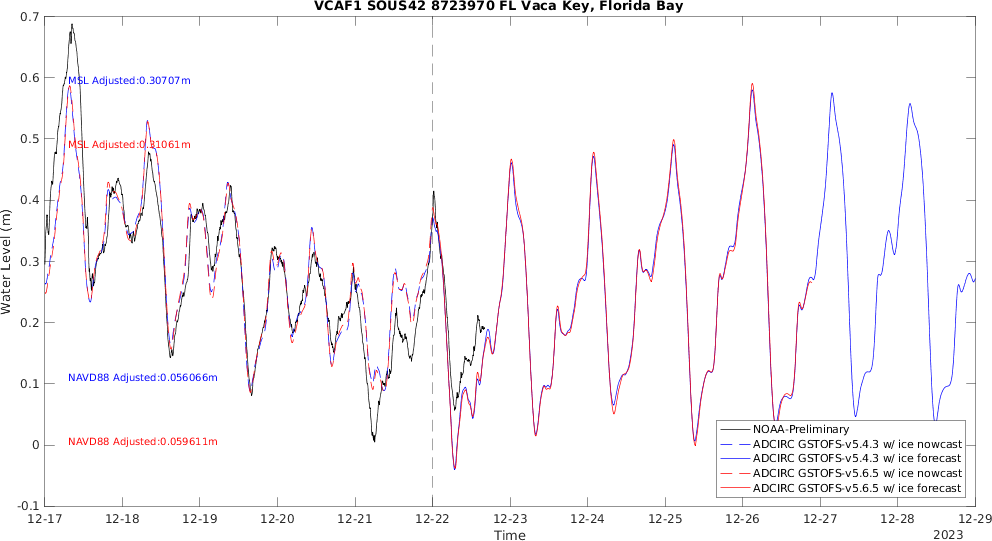 VCAF1 SOUS42 8723970 FL Vaca Key, Florida Bay
0.7
0.6
0.5
0.4
0.3
0.2
0.1
0
-0.1
Water Level (m)
MSL Adjusted:0.30707m
MSL Adjusted:0.31061m
NAVD88 Adjusted:0.056066m
NAVD88 Adjusted:0.059611m
NOAA-Preliminary
ADCIRC GSTOFS-v5.4.3 w/ ice nowcast
ADCIRC GSTOFS-v5.4.3 w/ ice forecast
ADCIRC GSTOFS-v5.6.5 w/ ice nowcast
ADCIRC GSTOFS-v5.6.5 w/ ice forecast
12-17 12-18 12-19 12-20 12-21 12-22 12-23 12-24 12-25 12-26 12-27 12-28 12-29
Time
2023